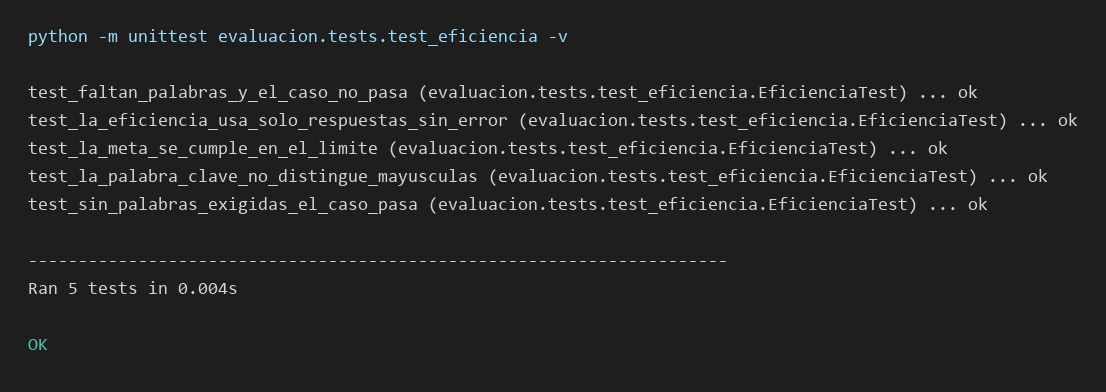 python -m unittest evaluacion.tests.test_eficiencia -v
test_faltan_palabras_y_el_caso_no_pasa (evaluacion.tests.test_eficiencia.EficienciaTest) ... ok
test_la_eficiencia_usa_solo_respuestas_sin_error (evaluacion.tests.test_eficiencia.EficienciaTest) ... ok
test_la_meta_se_cumple_en_el_limite (evaluacion.tests.test_eficiencia.EficienciaTest) ... ok
test_la_palabra_clave_no_distingue_mayusculas (evaluacion.tests.test_eficiencia.EficienciaTest) ... ok
test_sin_palabras_exigidas_el_caso_pasa (evaluacion.tests.test_eficiencia.EficienciaTest) ... ok
----------------------------------------------------------------------
Ran 5 tests in 0.004s
OK